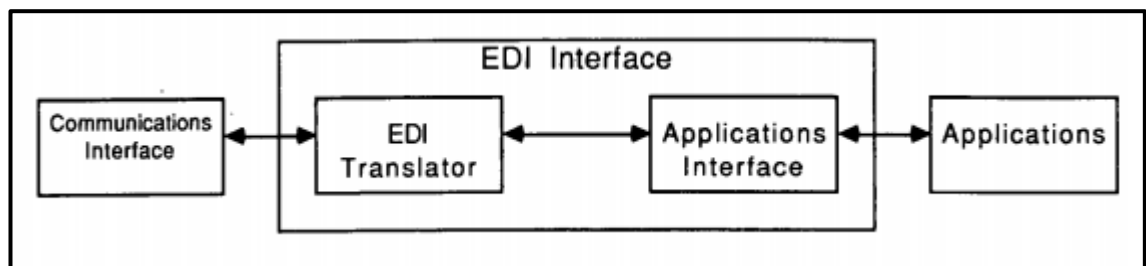 EDI Interface
Communications
Interface
EDI
Translator
Applications
Interface
Applications